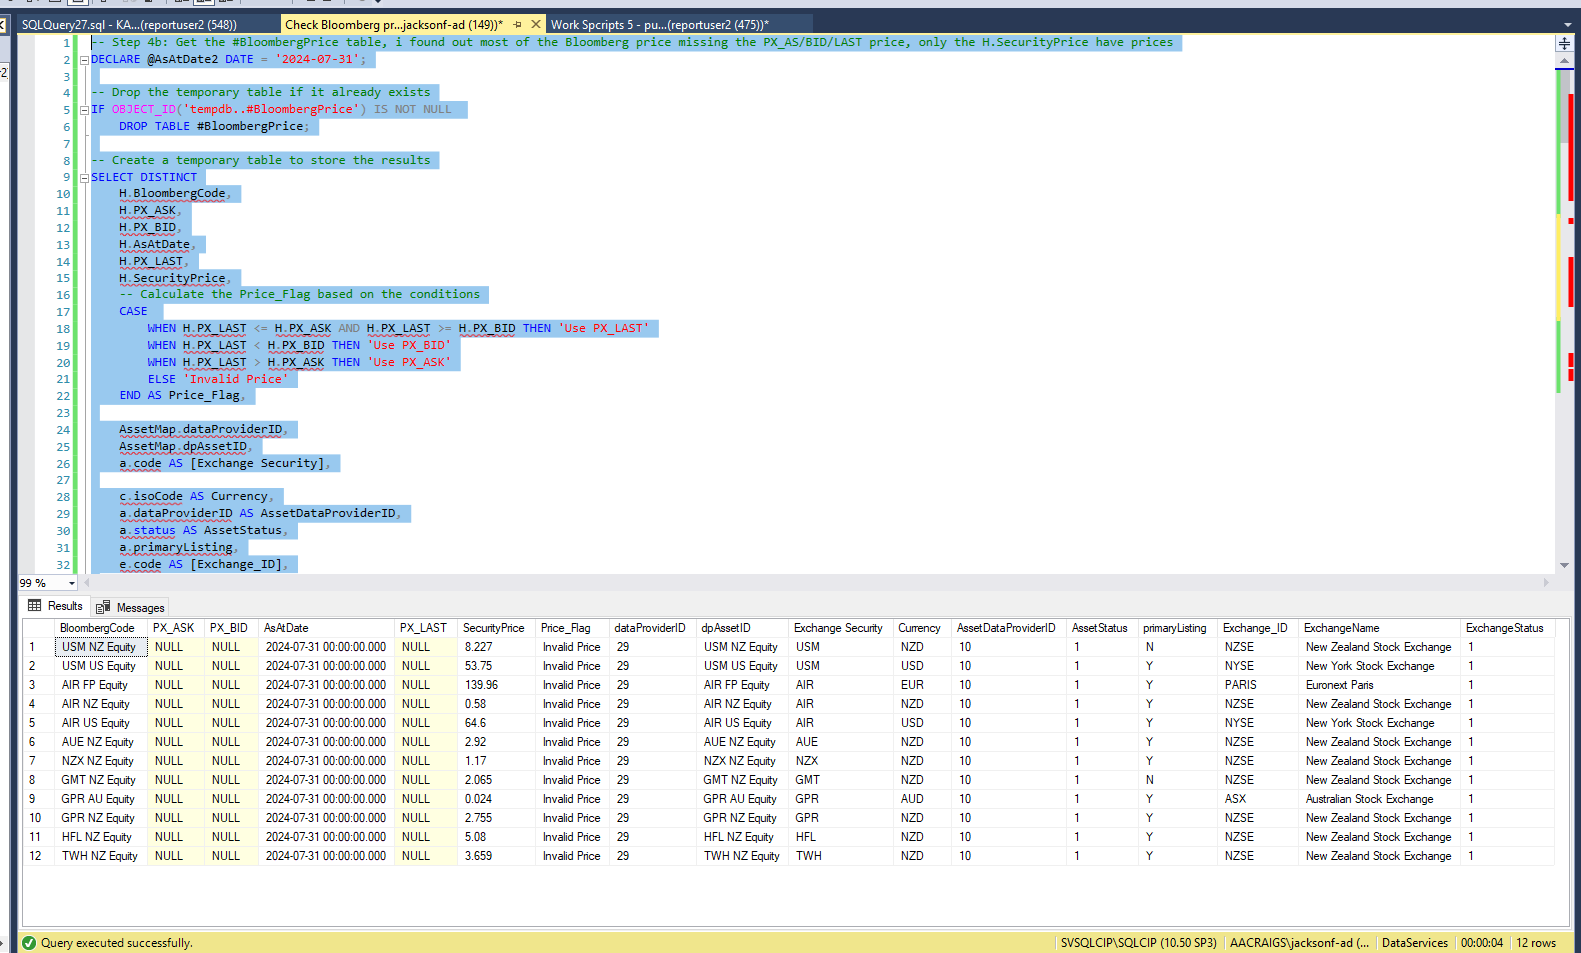 SQLQuery27.sql - KA...(reportuser2 (548))
Check Bloomberg pr...jacksonf-ad (149))*
Work Spcripts 5 - pu...(reportuser2 (475))*
1 -- Step 4b: Get the #BloombergPrice table, i found out most of the Bloomberg price missing the PX_AS/BID/LAST price, only the H.SecurityPrice have prices
2 DECLARE @AsAtDate2 DATE = '2024-07-31';
3
4 -- Drop the temporary table if it already exists
5 IF OBJECT_ID('tempdb..#BloombergPrice') IS NOT NULL
6 DROP TABLE #BloombergPrice;
7
8 -- Create a temporary table to store the results
9 SELECT DISTINCT
10 H.BloombergCode,
11 H.PX_ASK,
12 H.PX_BID,
13 H.AsAtDate,
14 H.PX_LAST,
15 H.SecurityPrice,
16 -- Calculate the Price_Flag based on the conditions
17 CASE
18 WHEN H.PX_LAST <= H.PX_ASK AND H.PX_LAST >= H.PX_BID THEN 'Use PX_LAST'
19 WHEN H.PX_LAST < H.PX_BID THEN 'Use PX_BID'
20 WHEN H.PX_LAST > H.PX_ASK THEN 'Use PX_ASK'
21 ELSE 'Invalid Price'
22 END AS Price_Flag,
23
24 AssetMap.dataProviderID,
25 AssetMap.dpAssetID,
26 a.code AS [Exchange Security],
27
28 c.isoCode AS Currency,
29 a.dataProviderID AS AssetDataProviderID,
30 a.status AS AssetStatus,
31 a.primaryListing,
32 e.code AS [Exchange_ID],
99 %
Results Messages
BloombergCode PX_ASK PX_BID AsAtDate PX_LAST SecurityPrice Price_Flag dataProviderID dpAssetID Exchange Security Currency AssetDataProviderID AssetStatus primaryListing Exchange_ID ExchangeName ExchangeStatus
1 USM NZ Equity NULL NULL 2024-07-31 00:00:00.000 NULL 8.227 Invalid Price 29 USM NZ Equity USM NZD 10 1 N NZSE New Zealand Stock Exchange 1
2 USM US Equity NULL NULL 2024-07-31 00:00:00.000 NULL 53.75 Invalid Price 29 USM US Equity USM USD 10 1 Y NYSE New York Stock Exchange 1
3 AIR FP Equity NULL NULL 2024-07-31 00:00:00.000 NULL 139.96 Invalid Price 29 AIR FP Equity AIR EUR 10 1 Y PARIS Euronext Paris 1
4 AIR NZ Equity NULL NULL 2024-07-31 00:00:00.000 NULL 0.58 Invalid Price 29 AIR NZ Equity AIR NZD 10 1 Y NZSE New Zealand Stock Exchange 1
5 AIR US Equity NULL NULL 2024-07-31 00:00:00.000 NULL 64.6 Invalid Price 29 AIR US Equity AIR USD 10 1 Y NYSE New York Stock Exchange 1
6 AUE NZ Equity NULL NULL 2024-07-31 00:00:00.000 NULL 2.92 Invalid Price 29 AUE NZ Equity AUE NZD 10 1 Y NZSE New Zealand Stock Exchange 1
7 NZX NZ Equity NULL NULL 2024-07-31 00:00:00.000 NULL 1.17 Invalid Price 29 NZX NZ Equity NZX NZD 10 1 Y NZSE New Zealand Stock Exchange 1
8 GMT NZ Equity NULL NULL 2024-07-31 00:00:00.000 NULL 2.065 Invalid Price 29 GMT NZ Equity GMT NZD 10 1 N NZSE New Zealand Stock Exchange 1
9 GPR AU Equity NULL NULL 2024-07-31 00:00:00.000 NULL 0.024 Invalid Price 29 GPR AU Equity GPR AUD 10 1 Y ASX Australian Stock Exchange 1
10 GPR NZ Equity NULL NULL 2024-07-31 00:00:00.000 NULL 2.755 Invalid Price 29 GPR NZ Equity GPR NZD 10 1 Y NZSE New Zealand Stock Exchange 1
11 HFL NZ Equity NULL NULL 2024-07-31 00:00:00.000 NULL 5.08 Invalid Price 29 HFL NZ Equity HFL NZD 10 1 Y NZSE New Zealand Stock Exchange 1
12 TWH NZ Equity NULL NULL 2024-07-31 00:00:00.000 NULL 3.659 Invalid Price 29 TWH NZ Equity TWH NZD 10 1 Y NZSE New Zealand Stock Exchange 1
Query executed successfully.
SVSQLCIP\SQLCIP (10.50 SP3) AACRAIGS\jacksonf-ad (... DataServices 00:00:04 12 rows